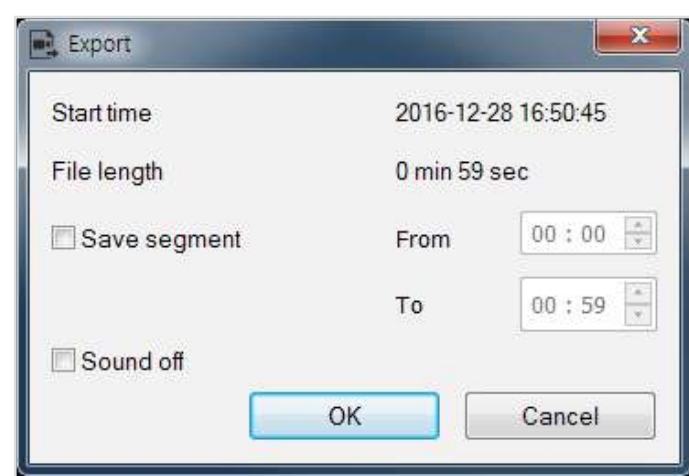 Export
Start time 2016-12-28 16:50:45
File length 0 min 59 sec
Save segment From 00 : 00
To 00 : 59
Sound off
OK Cancel